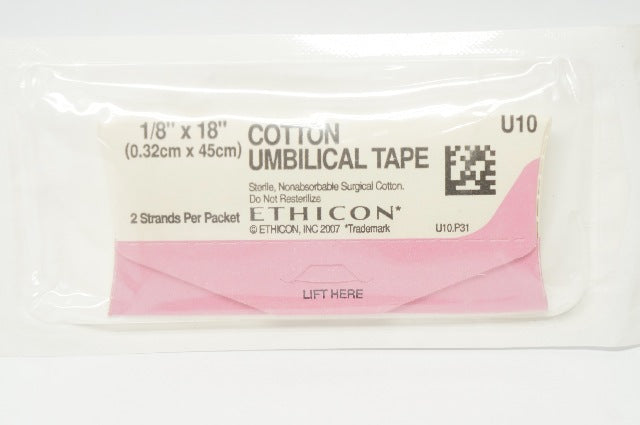 1/8" x 18"
(0.32cm x 45cm)
COTTON
UMBILICAL TAPE
U10
Sterile, Nonabsorbable Surgical Cotton.
Do Not Resterilize
2 Strands Per Packet
ETHICON*
© ETHICON, INC 2007 *Trademark
U10.P31
LIFT HERE